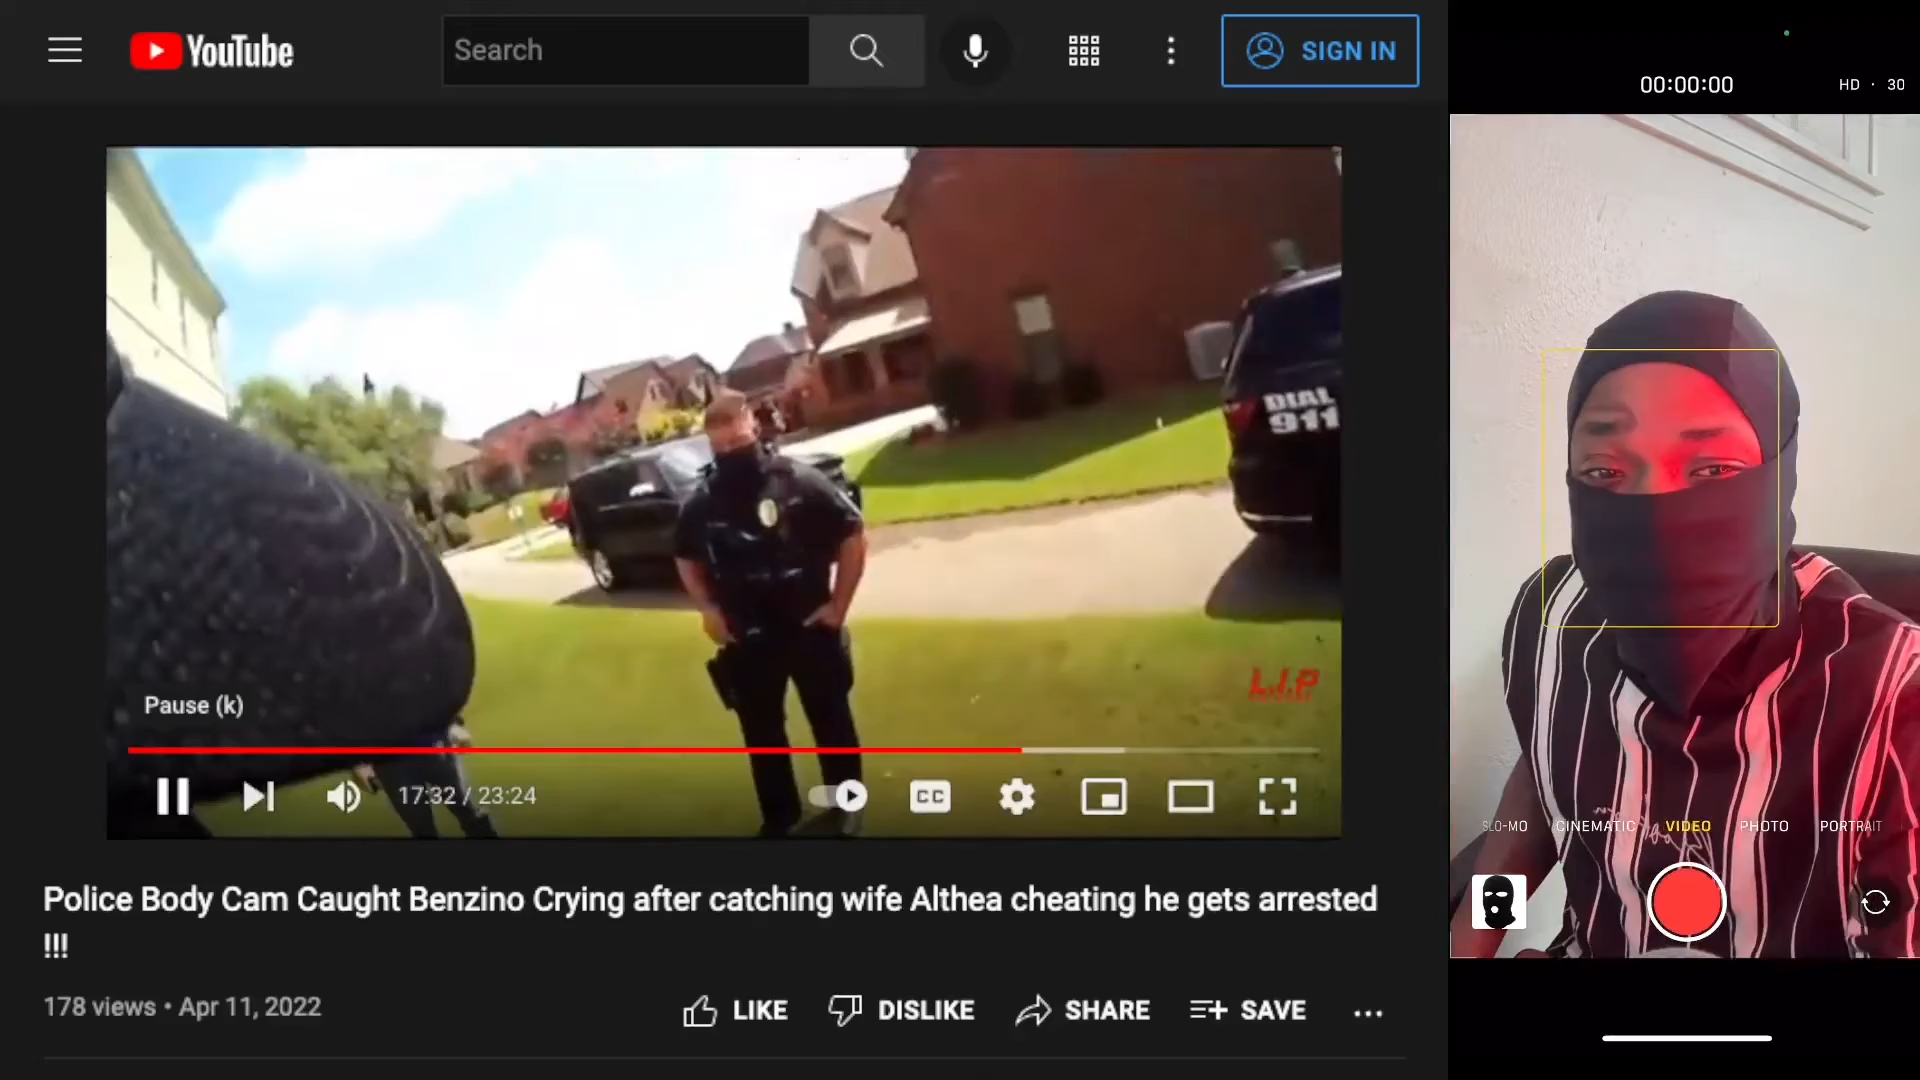 YouTube
Search
SIGN IN
00:00:00
HD · 30
DIAL
911
L.I.P
Pause (k)
17:32 / 23:24
CC
SLO-MO CINEMATIC VIDEO PHOTO PORTRAIT
Police Body Cam Caught Benzino Crying after catching wife Althea cheating he gets arrested
!!!
178 views • Apr 11, 2022
LIKE DISLIKE SHARE SAVE